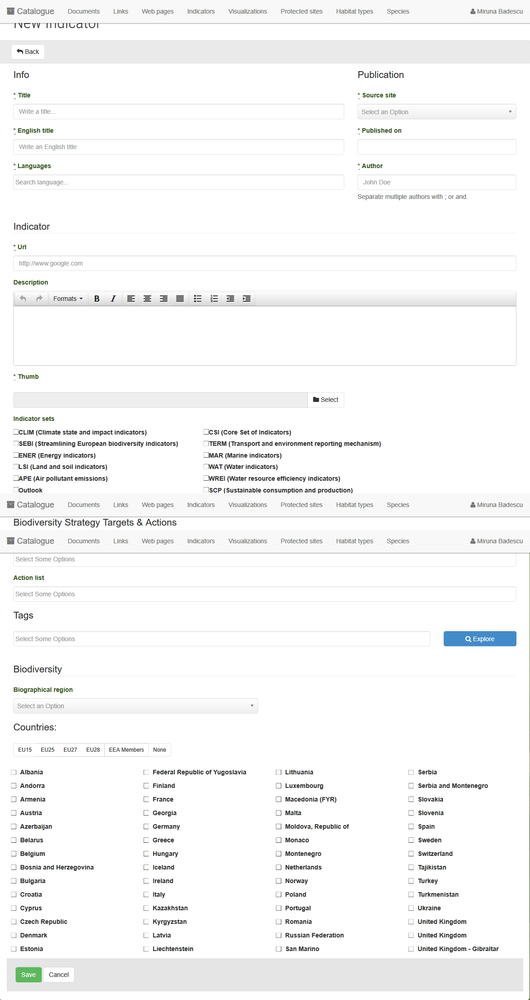 Catalogue Documents Links Web pages Indicators Visualizations Protected sites Habitat types Species Miruna Badescu
New Indicator
Back
Info Publication
* Title * Source site
Write a title... Select an Option
* English title * Published on
Write an English title
* Languages * Author
Search language... John Doe
Separate multiple authors with ; or and.
Indicator
* Url
http://www.google.com
Description
Formats B I
* Thumb
Select
Indicator sets
CLIM (Climate state and impact indicators) CSI (Core Set of Indicators)
SEBI (Streamlining European biodiversity indicators) TERM (Transport and environment reporting mechanism)
ENER (Energy indicators) MAR (Marine indicators)
LSI (Land and soil indicators) WAT (Water indicators)
APE (Air pollutant emissions) WREI (Water resource efficiency indicators)
Outlook SCP (Sustainable consumption and production)
Catalogue Documents Links Web pages Indicators Visualizations Protected sites Habitat types Species Miruna Badescu
Biodiversity Strategy Targets & Actions
Catalogue Documents Links Web pages Indicators Visualizations Protected sites Habitat types Species Miruna Badescu
Select Some Options
Action list
Select Some Options
Tags
Select Some Options Explore
Biodiversity
Biographical region
Select an Option
Countries:
EU15 EU25 EU27 EU28 EEA Members None
Albania Federal Republic of Yugoslavia Lithuania Serbia
Andorra Finland Luxembourg Serbia and Montenegro
Armenia France Macedonia (FYR) Slovakia
Austria Georgia Malta Slovenia
Azerbaijan Germany Moldova, Republic of Spain
Belarus Greece Monaco Sweden
Belgium Hungary Montenegro Switzerland
Bosnia and Herzegovina Iceland Netherlands Tajikistan
Bulgaria Ireland Norway Turkey
Croatia Italy Poland Turkmenistan
Cyprus Kazakhstan Portugal Ukraine
Czech Republic Kyrgyzstan Romania United Kingdom
Denmark Latvia Russian Federation United Kingdom
Estonia Liechtenstein San Marino United Kingdom - Gibraltar
Save Cancel